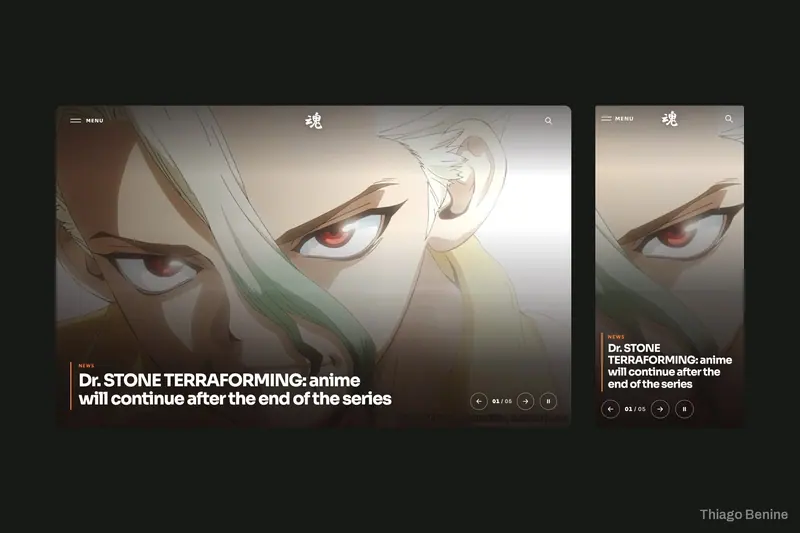 MENU
魂
NEWS
Dr. STONE TERRAFORMING: anime
will continue after the end of the series
01 / 05
MENU
魂
NEWS
Dr. STONE
TERRAFORMING: anime
will continue after the
end of the series
01 / 05
Thiago Benine